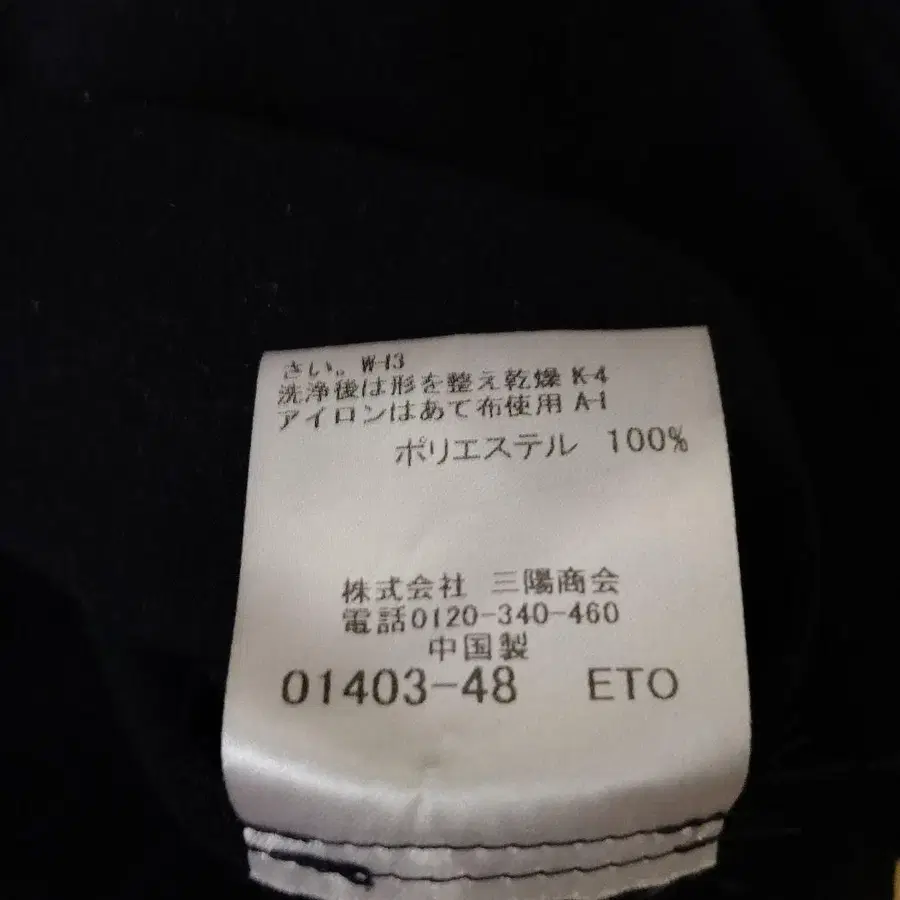 さい。W-13
洗浄後は形を整え乾燥 K-4
アイロンはあて布使用 A-1
ポリエステル 100%
株式会社 三陽商会
電話0120-340-460
中国製
01403-48 ETO